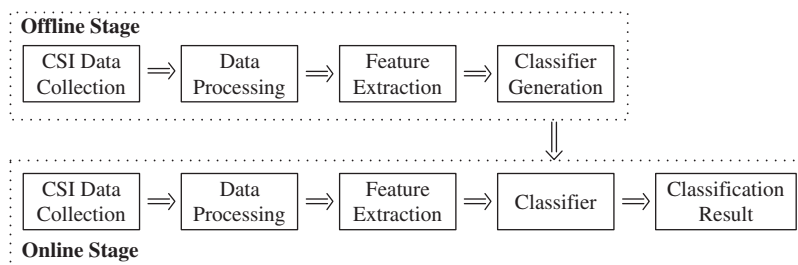 Offline Stage
CSI Data
Collection
Data
Processing
Feature
Extraction
Classifier
Generation
CSI Data
Collection
Data
Processing
Feature
Extraction
Classifier
Classification
Result
Online Stage